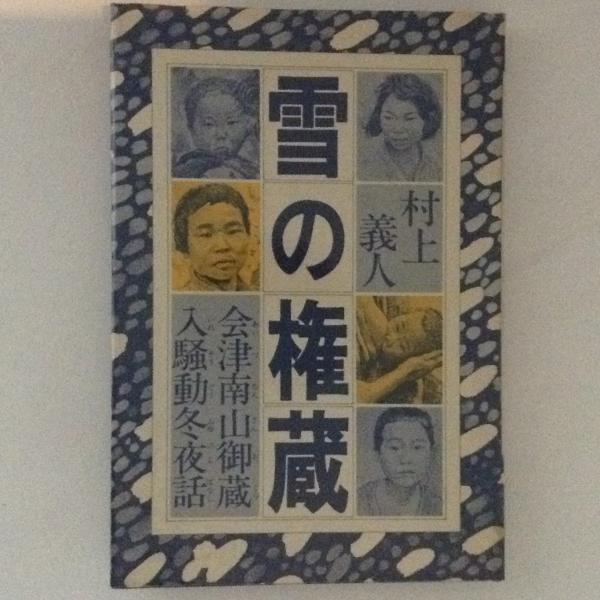 雪の権蔵
村上
義人
会津南山御蔵
入騒動冬夜話